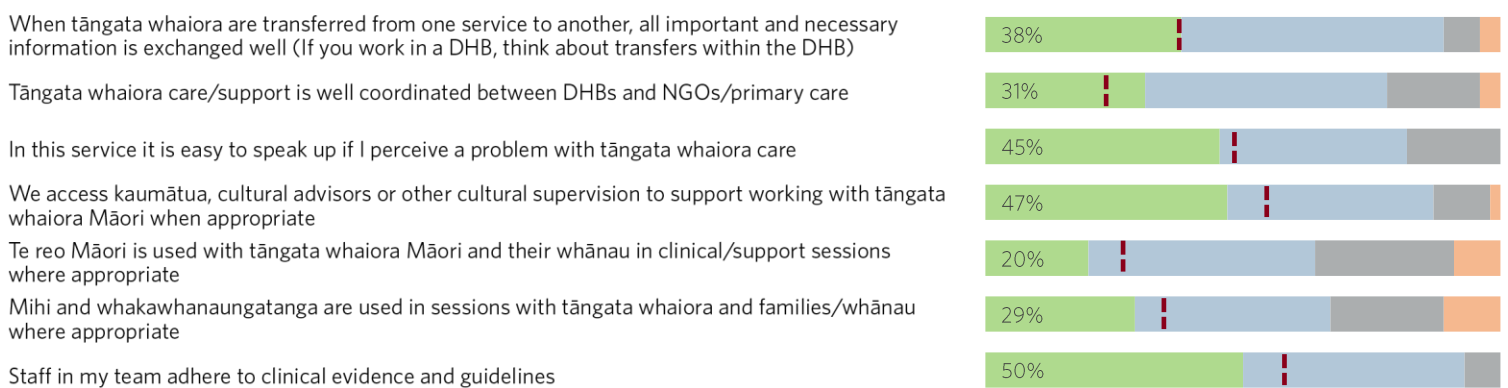 When tāngata whaiora are transferred from one service to another, all important and necessary
information is exchanged well (If you work in a DHB, think about transfers within the DHB)
38%
Tāngata whaiora care/support is well coordinated between DHBs and NGOs/primary care
31%
In this service it is easy to speak up if I perceive a problem with tāngata whaiora care
45%
We access kaumātua, cultural advisors or other cultural supervision to support working with tāngata
whaiora Māori when appropriate
47%
Te reo Māori is used with tāngata whaiora Māori and their whānau in clinical/support sessions
where appropriate
20%
Mihi and whakawhanaungatanga are used in sessions with tāngata whaiora and families/whānau
where appropriate
29%
Staff in my team adhere to clinical evidence and guidelines
50%